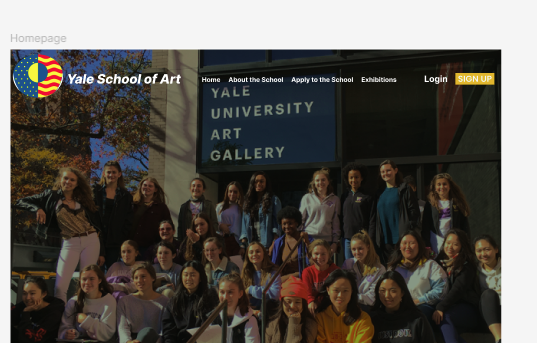 Homepage
Yale School of Art
Home About the School Apply to the School Exhibitions
Login SIGN UP
YALE
UNIVERSITY
ART
GALLERY